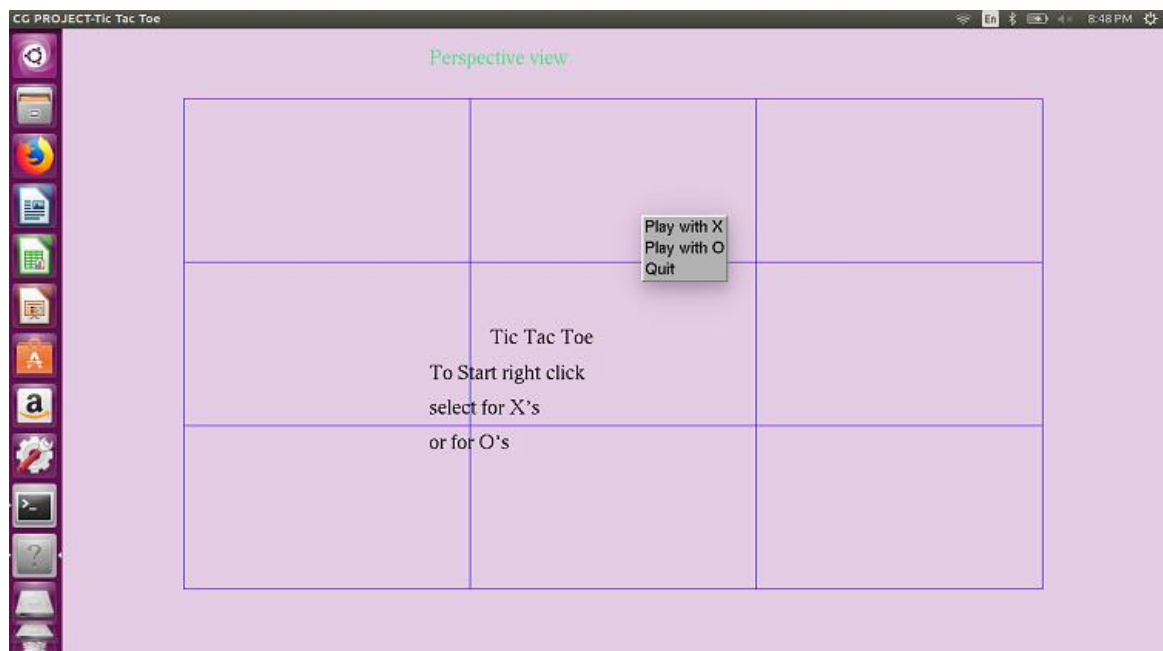 CG PROJECT-Tic Tac Toe
En
8:48 PM
Perspective view
Play with X
Play with O
Quit
Tic Tac Toe
To Start right click
select for X's
or for O's
A
a
>_
?